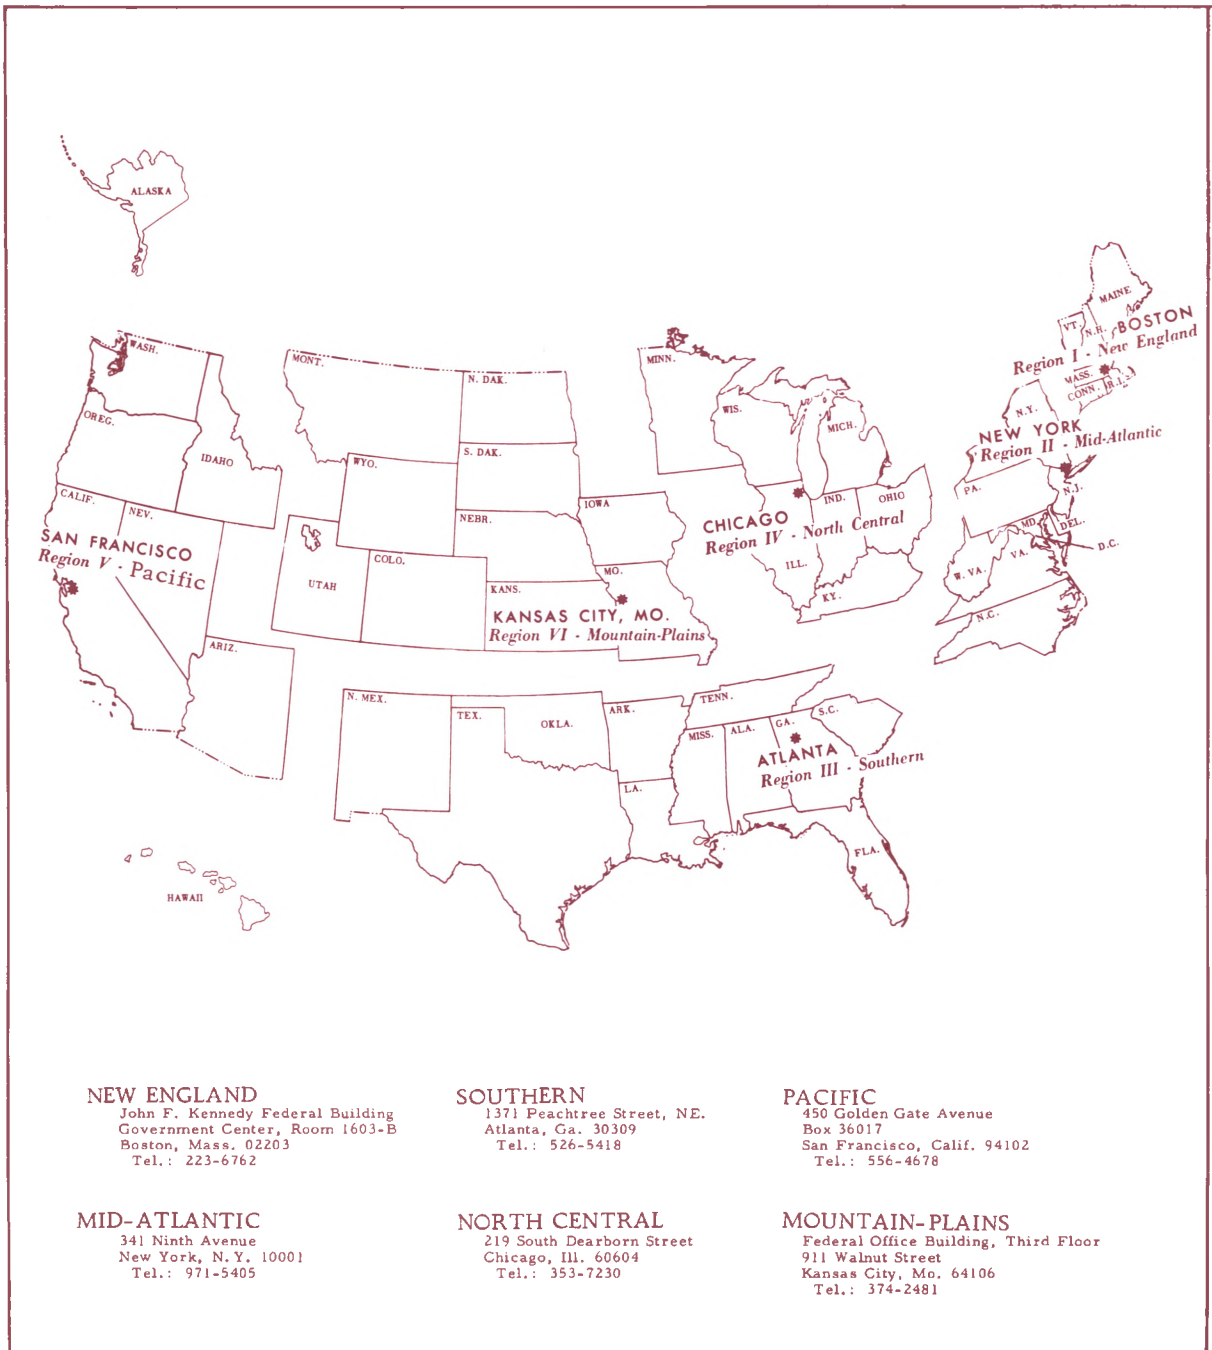 ALASKA
MAINE
VT.
N.H.
BOSTON
Region I - New England
MASS.
CONN.
R.I.
WASH.
MONT.
N. DAK.
MINN.
WIS.
MICH.
N.Y.
NEW YORK
Region II - Mid-Atlantic
OREG.
IDAHO
WYO.
S. DAK.
IOWA
PA.
N.J.
CALIF.
NEV.
NEBR.
CHICAGO
Region IV - North Central
IND.
OHIO
MD.
DEL.
D.C.
SAN FRANCISCO
Region V - Pacific
UTAH
COLO.
KANS.
MO.
ILL.
KY.
W. VA.
VA.
N.C.
KANSAS CITY, MO.
Region VI - Mountain-Plains
ARIZ.
N. MEX.
TEX.
OKLA.
ARK.
TENN.
MISS.
ALA.
GA.
S.C.
ATLANTA
Region III - Southern
LA.
FLA.
HAWAII
NEW ENGLAND
John F. Kennedy Federal Building
Government Center, Room 1603-B
Boston, Mass. 02203
Tel.: 223-6762
SOUTHERN
1371 Peachtree Street, NE.
Atlanta, Ga. 30309
Tel.: 526-5418
PACIFIC
450 Golden Gate Avenue
Box 36017
San Francisco, Calif. 94102
Tel.: 556-4678
MID-ATLANTIC
341 Ninth Avenue
New York, N.Y. 10001
Tel.: 971-5405
NORTH CENTRAL
219 South Dearborn Street
Chicago, Ill. 60604
Tel.: 353-7230
MOUNTAIN-PLAINS
Federal Office Building, Third Floor
911 Walnut Street
Kansas City, Mo. 64106
Tel.: 374-2481